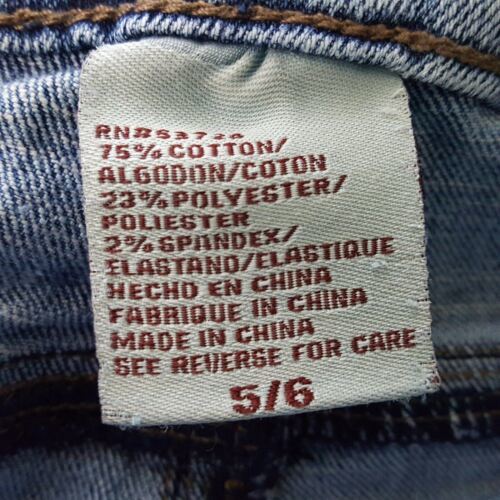 75% COTTON/
ALGODON/COTON
23% POLYESTER/
POLIESTER
2% SPANDEX/
ELASTANO/ELASTIQUE
HECHO EN CHINA
FABRIQUE IN CHINA
MADE IN CHINA
SEE REVERSE FOR CARE
5/6